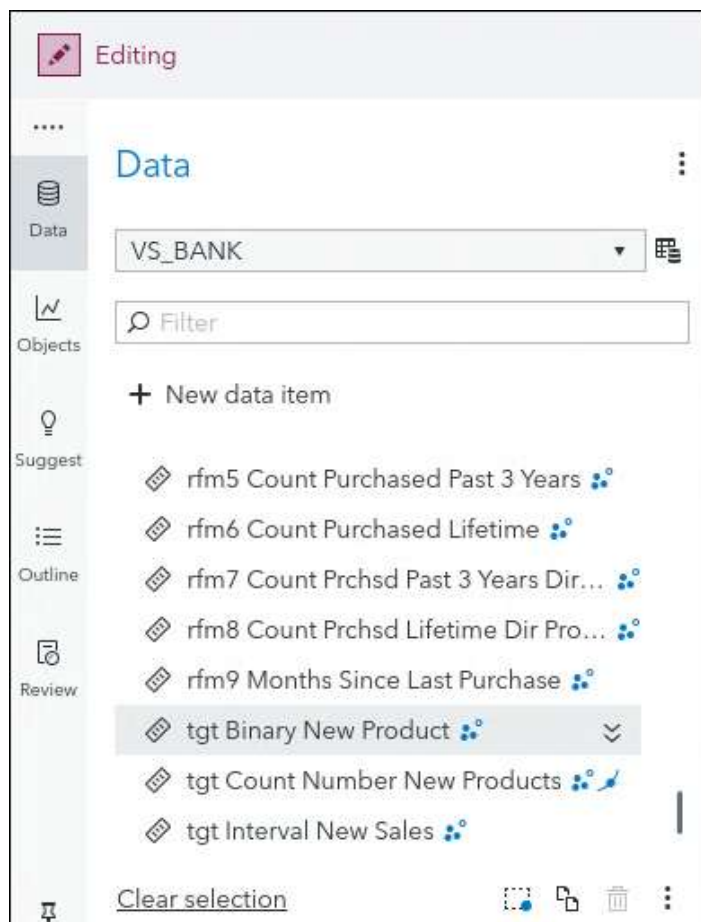 Editing
Data
Data
VS_BANK
Filter
Objects
New data item
Suggest
rfm5 Count Purchased Past 3 Years
rfm6 Count Purchased Lifetime
Outline
rfm7 Count Prchsd Past 3 Years Dir...
rfm8 Count Prchsd Lifetime Dir Pro...
Review
rfm9 Months Since Last Purchase
tgt Binary New Product
tgt Count Number New Products
tgt Interval New Sales
Clear selection